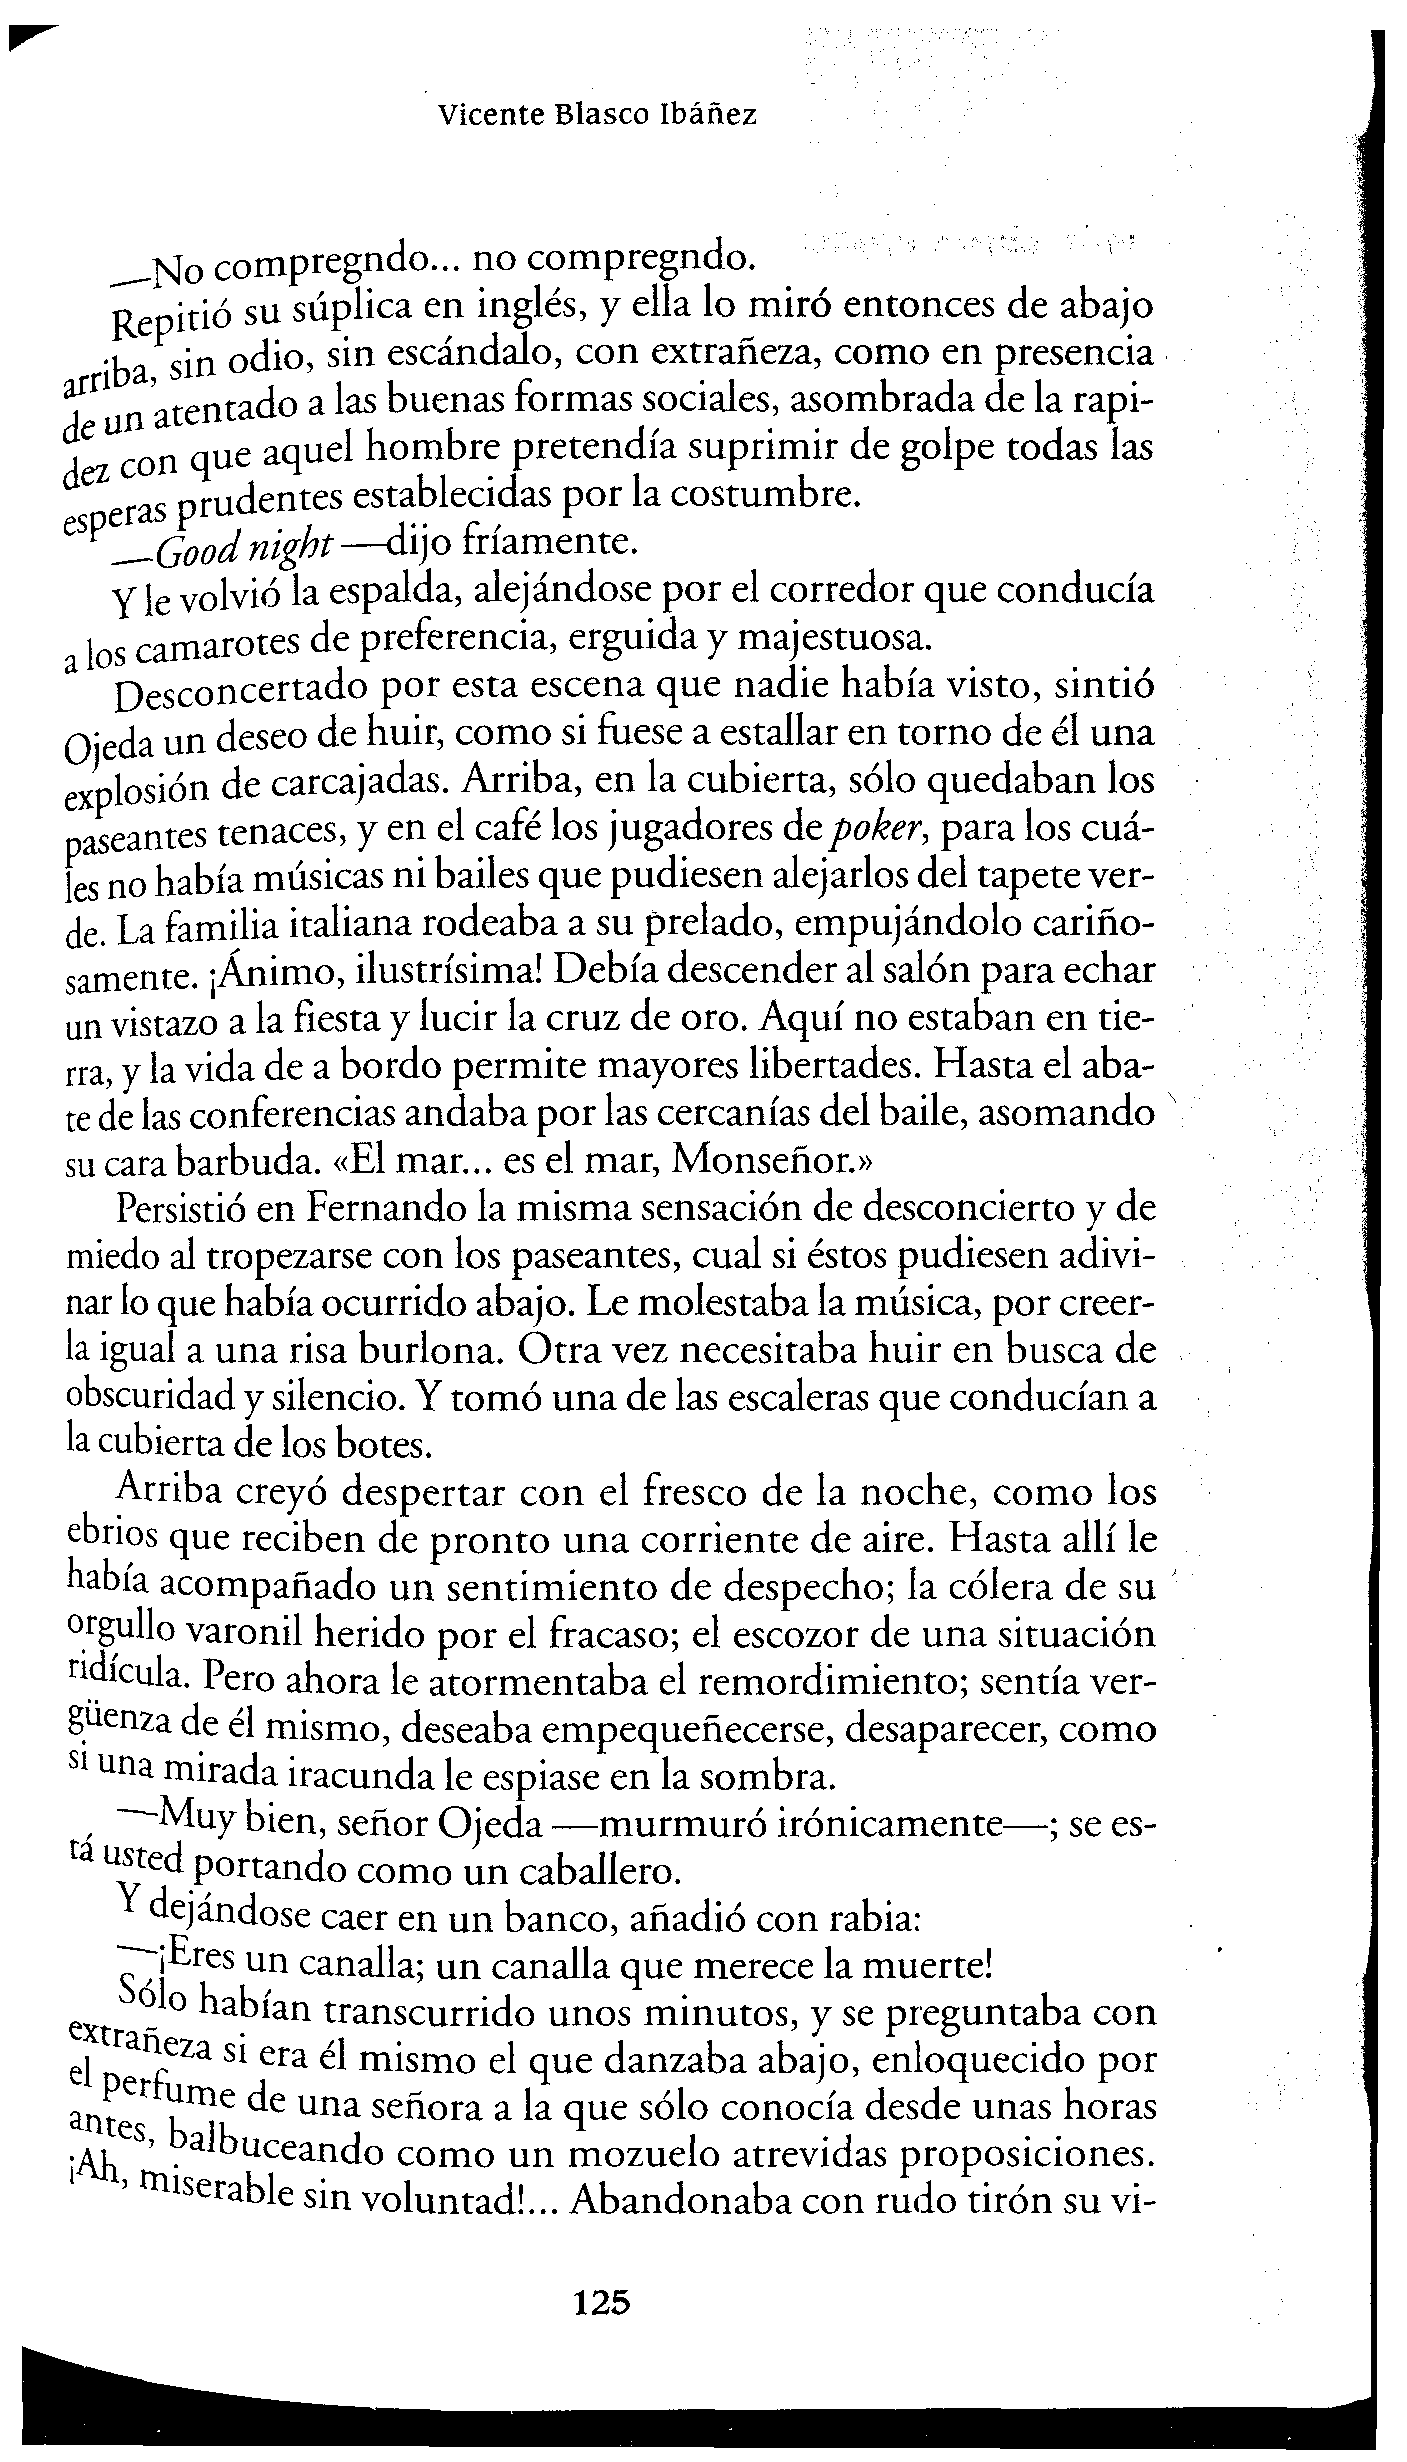 Vicente Blasco Ibáñez
—No compregndo... no compregndo.
Repitió su súplica en inglés, y ella lo miró entonces de abajo
arriba, sin odio, sin escándalo, con extrañeza, como en presencia
de un atentado a las buenas formas sociales, asombrada de la rapi-
dez con que aquel hombre pretendía suprimir de golpe todas las
esperas prudentes establecidas por la costumbre.
—Good night —dijo fríamente.
Y le volvió la espalda, alejándose por el corredor que conducía
a los camarotes de preferencia, erguida y majestuosa.
Desconcertado por esta escena que nadie había visto, sintió
Ojeda un deseo de huir, como si fuese a estallar en torno de él una
explosión de carcajadas. Arriba, en la cubierta, sólo quedaban los
paseantes tenaces, y en el café los jugadores de poker, para los cuá-
les no había músicas ni bailes que pudiesen alejarlos del tapete ver-
de. La familia italiana rodeaba a su prelado, empujándolo cariño-
samente. ¡Ánimo, ilustrísima! Debía descender al salón para echar
un vistazo a la fiesta y lucir la cruz de oro. Aquí no estaban en tie-
rra, y la vida de a bordo permite mayores libertades. Hasta el aba-
te de las conferencias andaba por las cercanías del baile, asomando
su cara barbuda. «El mar... es el mar, Monseñor.»
Persistió en Fernando la misma sensación de desconcierto y de
miedo al tropezarse con los paseantes, cual si éstos pudiesen adivi-
nar lo que había ocurrido abajo. Le molestaba la música, por creer-
la igual a una risa burlona. Otra vez necesitaba huir en busca de
obscuridad y silencio. Y tomó una de las escaleras que conducían a
la cubierta de los botes.
Arriba creyó despertar con el fresco de la noche, como los
ebrios que reciben de pronto una corriente de aire. Hasta allí le
había acompañado un sentimiento de despecho; la cólera de su
orgullo varonil herido por el fracaso; el escozor de una situación
ridícula. Pero ahora le atormentaba el remordimiento; sentía ver-
güenza de él mismo, deseaba empequeñecerse, desaparecer, como
si una mirada iracunda le espiase en la sombra.
—Muy bien, señor Ojeda —murmuró irónicamente—; se es-
tá usted portando como un caballero.
Y dejándose caer en un banco, añadió con rabia:
—¡Eres un canalla; un canalla que merece la muerte!
Sólo habían transcurrido unos minutos, y se preguntaba con
extrañeza si era él mismo el que danzaba abajo, enloquecido por
el perfume de una señora a la que sólo conocía desde unas horas
antes, balbuceando como un mozuelo atrevidas proposiciones.
¡Ah, miserable sin voluntad!... Abandonaba con rudo tirón su vi-
125